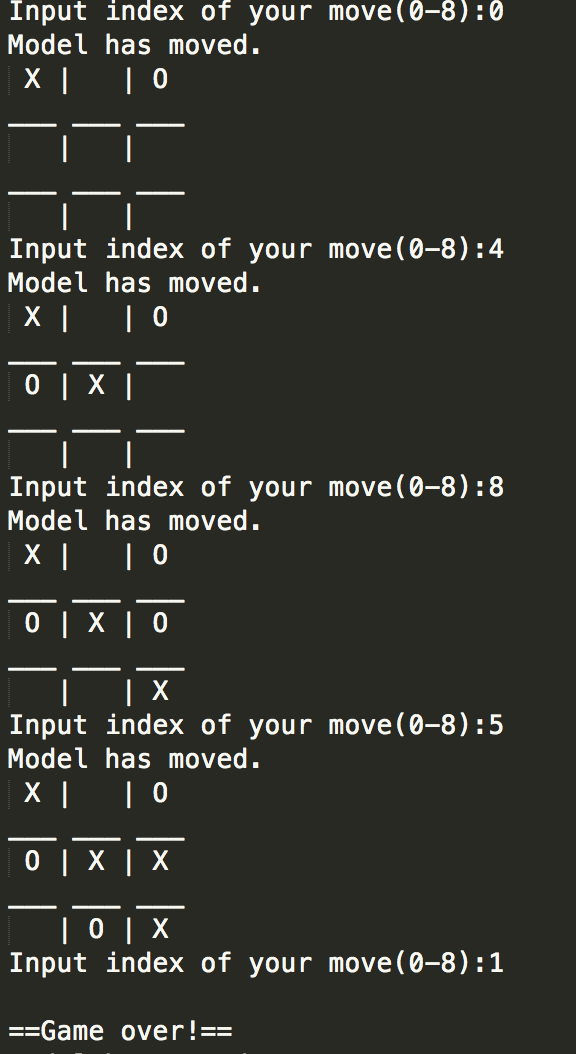 Input index of your move(0-8):0
Model has moved.
 X |   | O
___ ___ ___
   |   |
___ ___ ___
   |   |
Input index of your move(0-8):4
Model has moved.
 X |   | O
___ ___ ___
 O | X |
___ ___ ___
   |   |
Input index of your move(0-8):8
Model has moved.
 X |   | O
___ ___ ___
 O | X | O
___ ___ ___
   |   | X
Input index of your move(0-8):5
Model has moved.
 X |   | O
___ ___ ___
 O | X | X
___ ___ ___
   | O | X
Input index of your move(0-8):1
==Game over!==